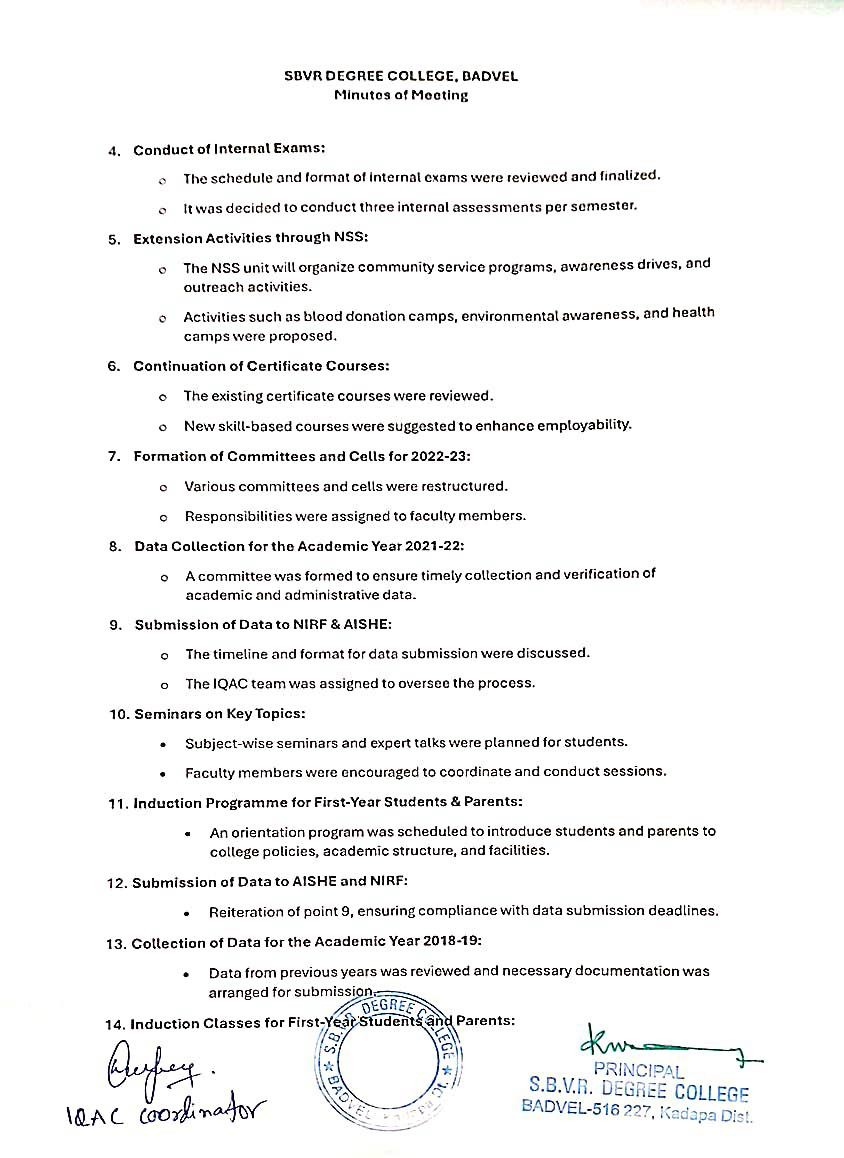 SBVR DEGREE COLLEGE, BADVEL
Minutes of Meeting
4. Conduct of Internal Exams:
o The schedule and format of internal exams were reviewed and finalized.
o It was decided to conduct three internal assessments per semester.
5. Extension Activities through NSS:
o The NSS unit will organize community service programs, awareness drives, and
outreach activities.
o Activities such as blood donation camps, environmental awareness, and health
camps were proposed.
6. Continuation of Certificate Courses:
o The existing certificate courses were reviewed.
o New skill-based courses were suggested to enhance employability.
7. Formation of Committees and Cells for 2022-23:
o Various committees and cells were restructured.
o Responsibilities were assigned to faculty members.
8. Data Collection for the Academic Year 2021-22:
o A committee was formed to ensure timely collection and verification of
academic and administrative data.
9. Submission of Data to NIRF & AISHE:
o The timeline and format for data submission were discussed.
o The IQAC team was assigned to oversee the process.
10. Seminars on Key Topics:
• Subject-wise seminars and expert talks were planned for students.
• Faculty members were encouraged to coordinate and conduct sessions.
11. Induction Programme for First-Year Students & Parents:
• An orientation program was scheduled to introduce students and parents to
college policies, academic structure, and facilities.
12. Submission of Data to AISHE and NIRF:
• Reiteration of point 9, ensuring compliance with data submission deadlines.
13. Collection of Data for the Academic Year 2018-19:
• Data from previous years was reviewed and necessary documentation was
arranged for submission.
14. Induction Classes for First-Year Students and Parents:
S.B.V.R. DEGREE COLLEGE
BADVEL
IQAC Coordinator
PRINCIPAL
S.B.V.R. DEGREE COLLEGE
BADVEL-516 227, Kadapa Dist.